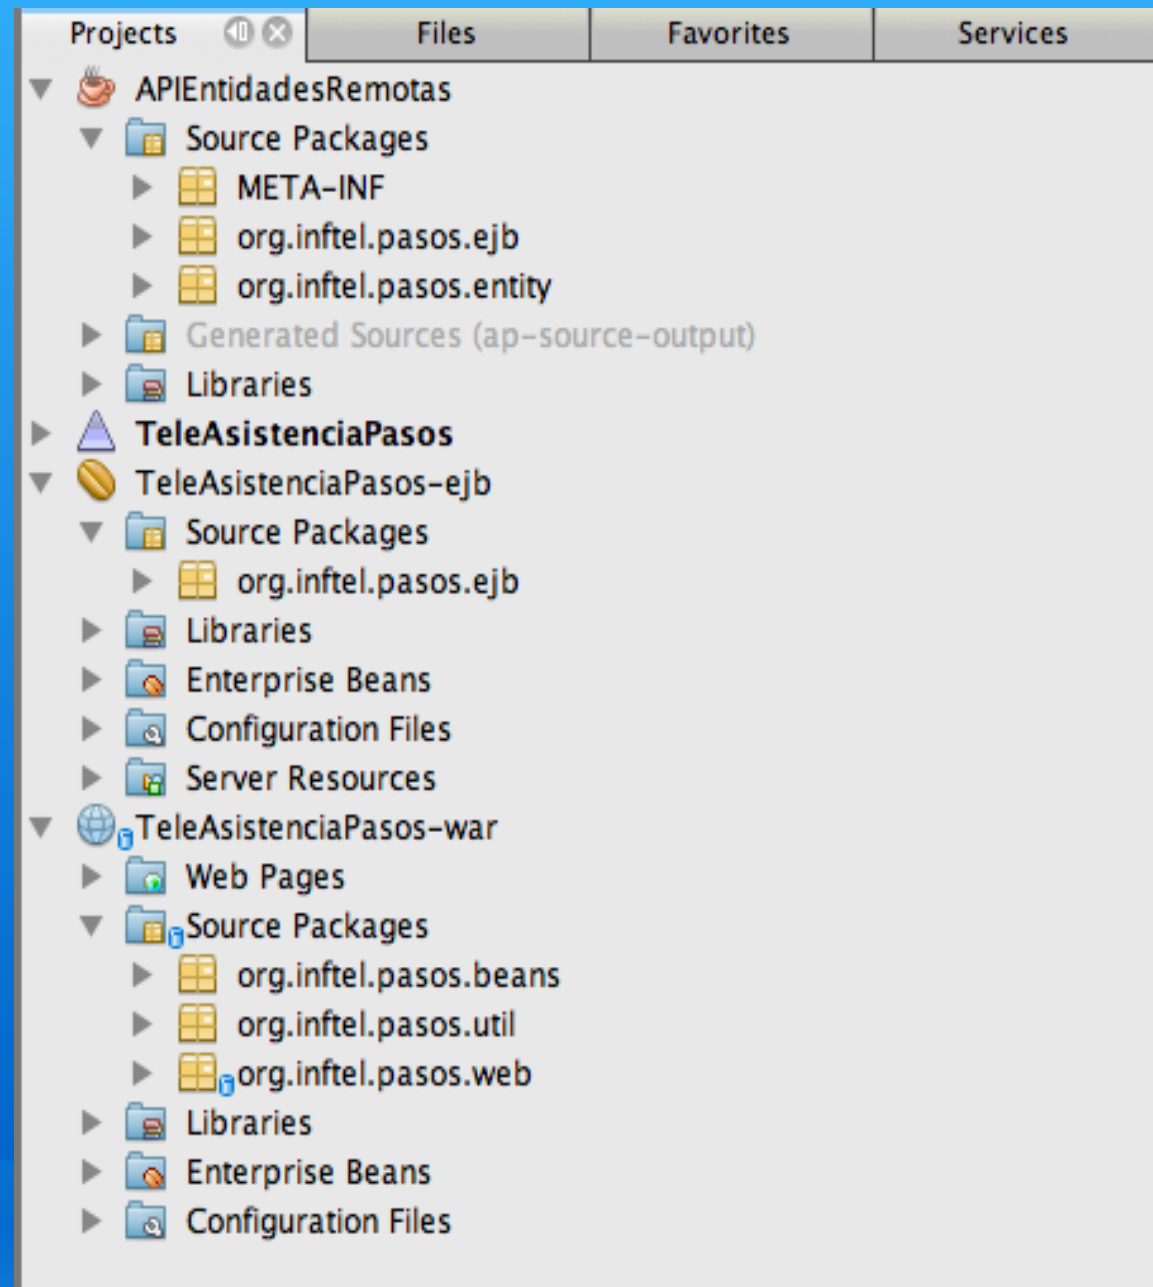 Projects Files Favorites Services
APIEntidadesRemotas
Source Packages
META-INF
org.inftel.pasos.ejb
org.inftel.pasos.entity
Generated Sources (ap-source-output)
Libraries
TeleAsistenciaPasos
TeleAsistenciaPasos-ejb
Source Packages
org.inftel.pasos.ejb
Libraries
Enterprise Beans
Configuration Files
Server Resources
TeleAsistenciaPasos-war
Web Pages
Source Packages
org.inftel.pasos.beans
org.inftel.pasos.util
org.inftel.pasos.web
Libraries
Enterprise Beans
Configuration Files